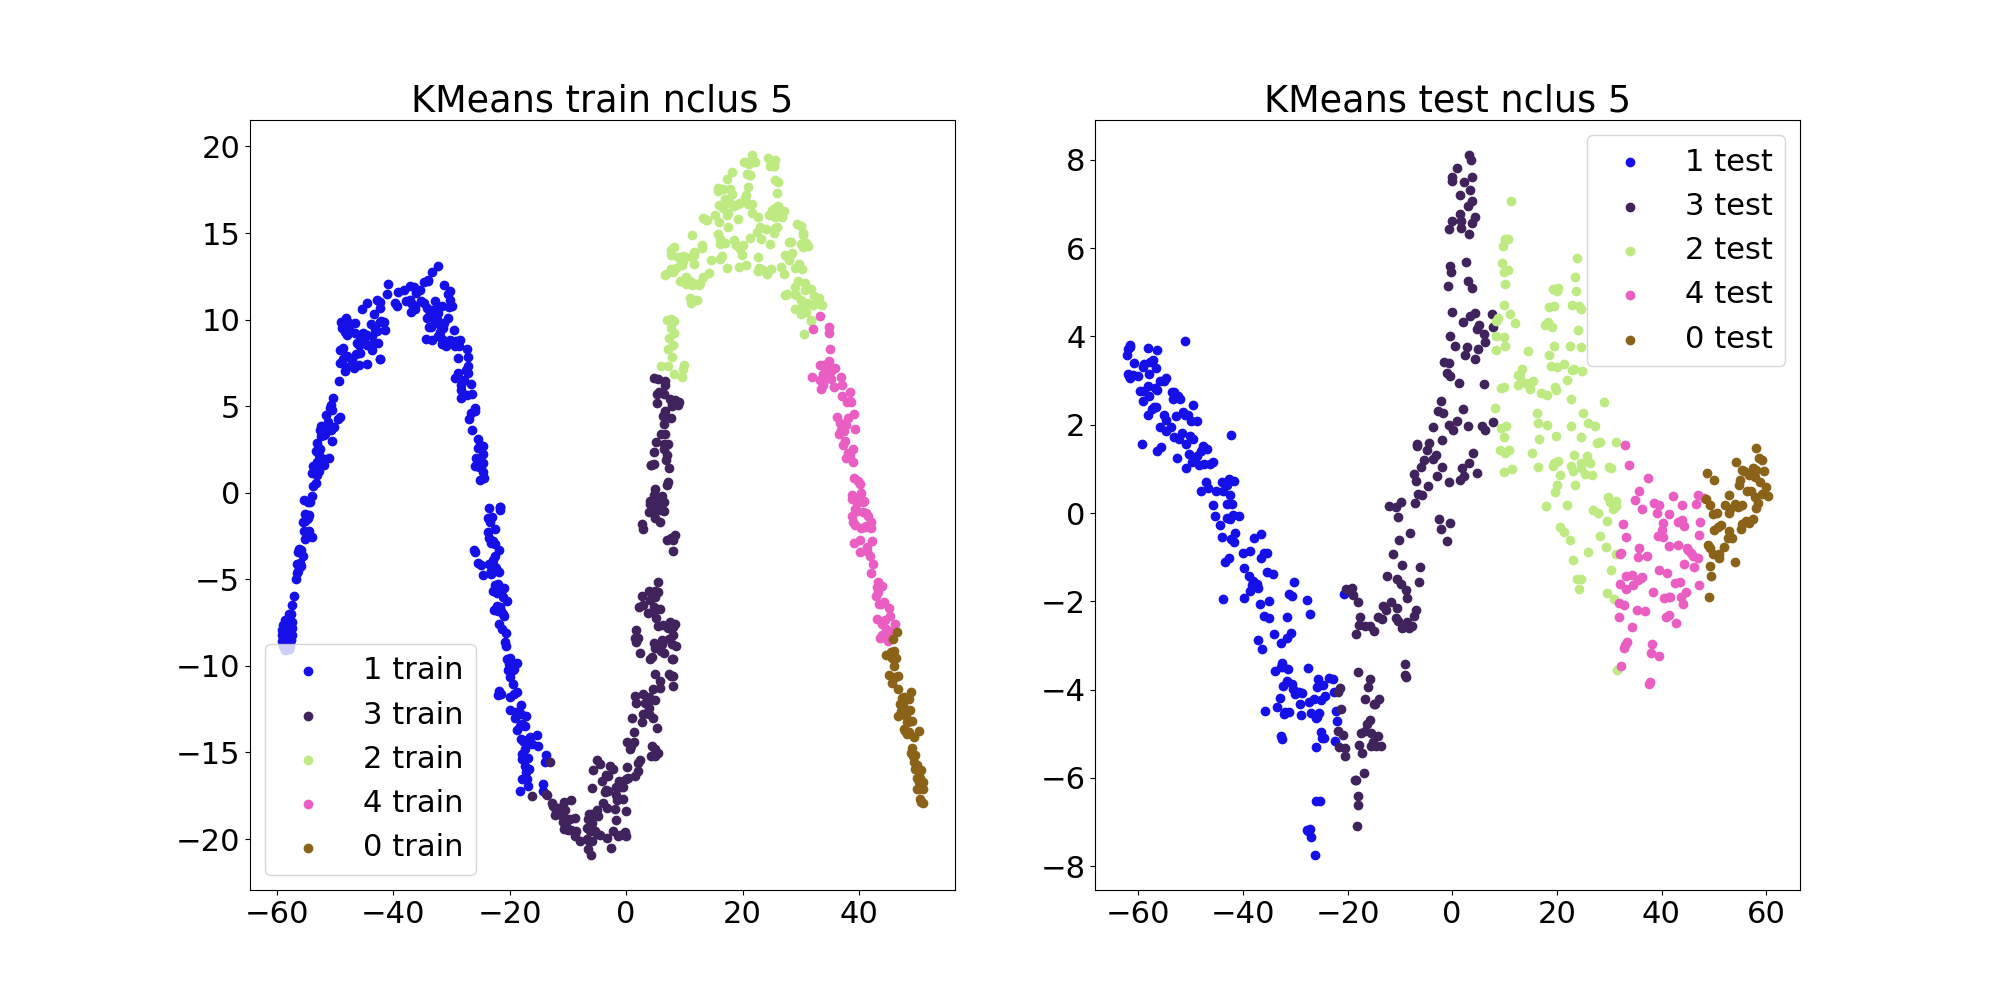 KMeans train nclus 5
20
15
10
5
0
−5
−10
−15
−20
−60 −40 −20 0 20 40
1 train
3 train
2 train
4 train
0 train
KMeans test nclus 5
8
6
4
2
0
−2
−4
−6
−8
−60 −40 −20 0 20 40 60
1 test
3 test
2 test
4 test
0 test